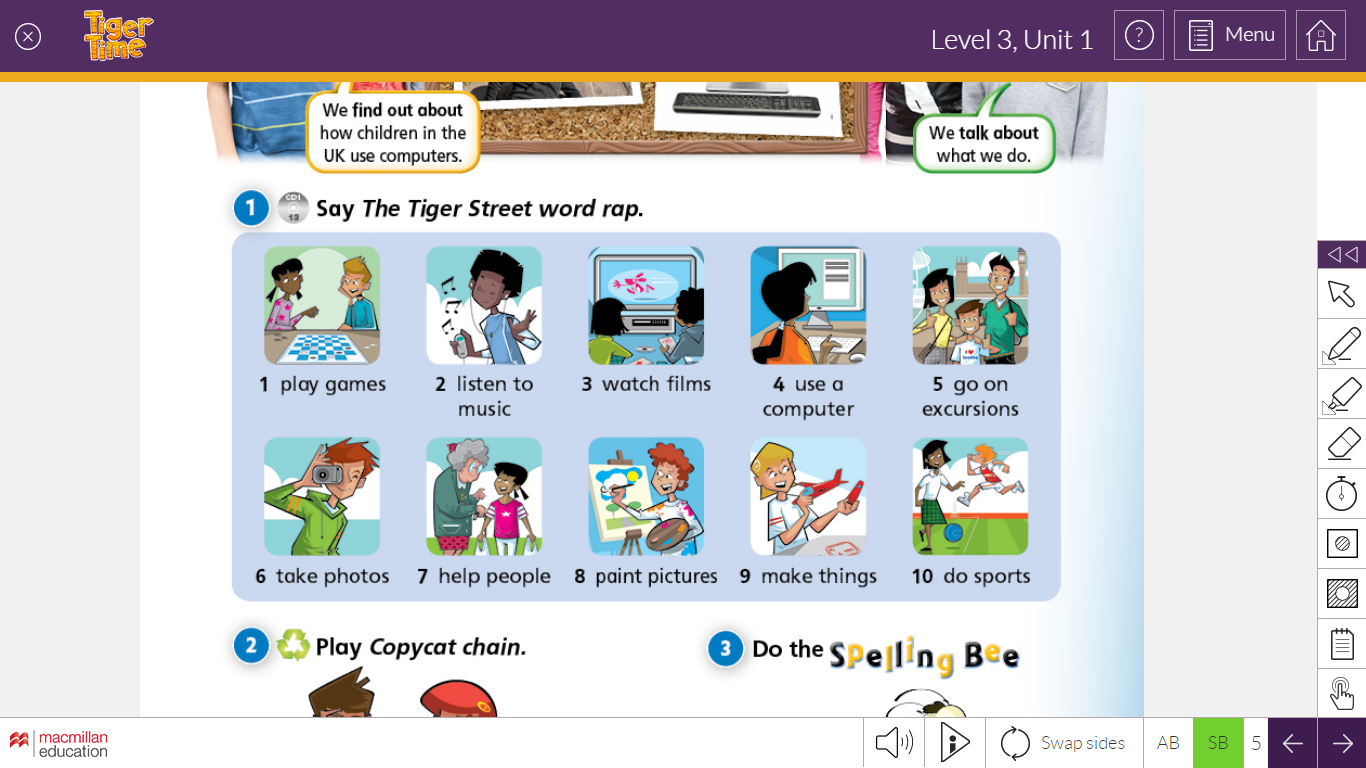 Tiger
Time
Level 3, Unit 1
?
Menu
We find out about
how children in the
UK use computers.
We talk about
what we do.
1 CD1 13 Say The Tiger Street word rap.
1 play games
2 listen to
music
3 watch films
4 use a
computer
5 go on
excursions
6 take photos
7 help people
8 paint pictures
9 make things
10 do sports
2 Play Copycat chain.
3 Do the Spelling Bee
macmillan
education
Swap sides
AB
SB
5